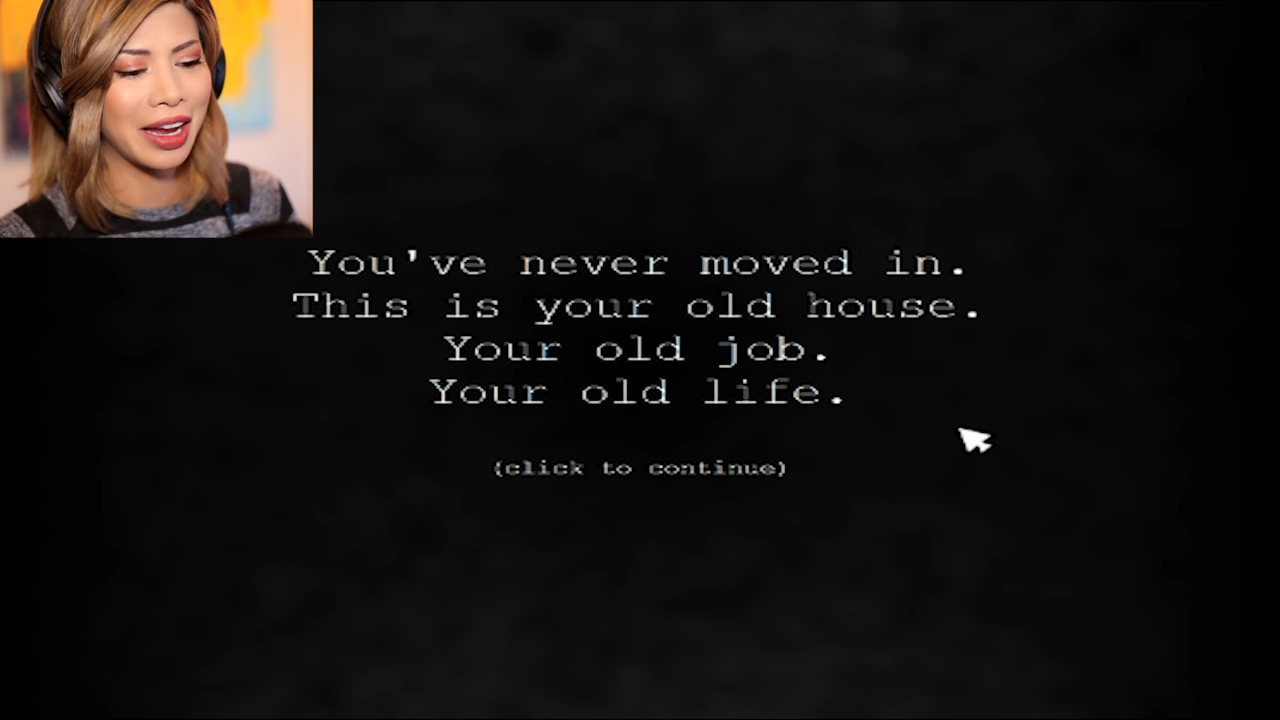 You've never moved in.
This is your old house.
Your old job.
Your old life.
(click to continue)